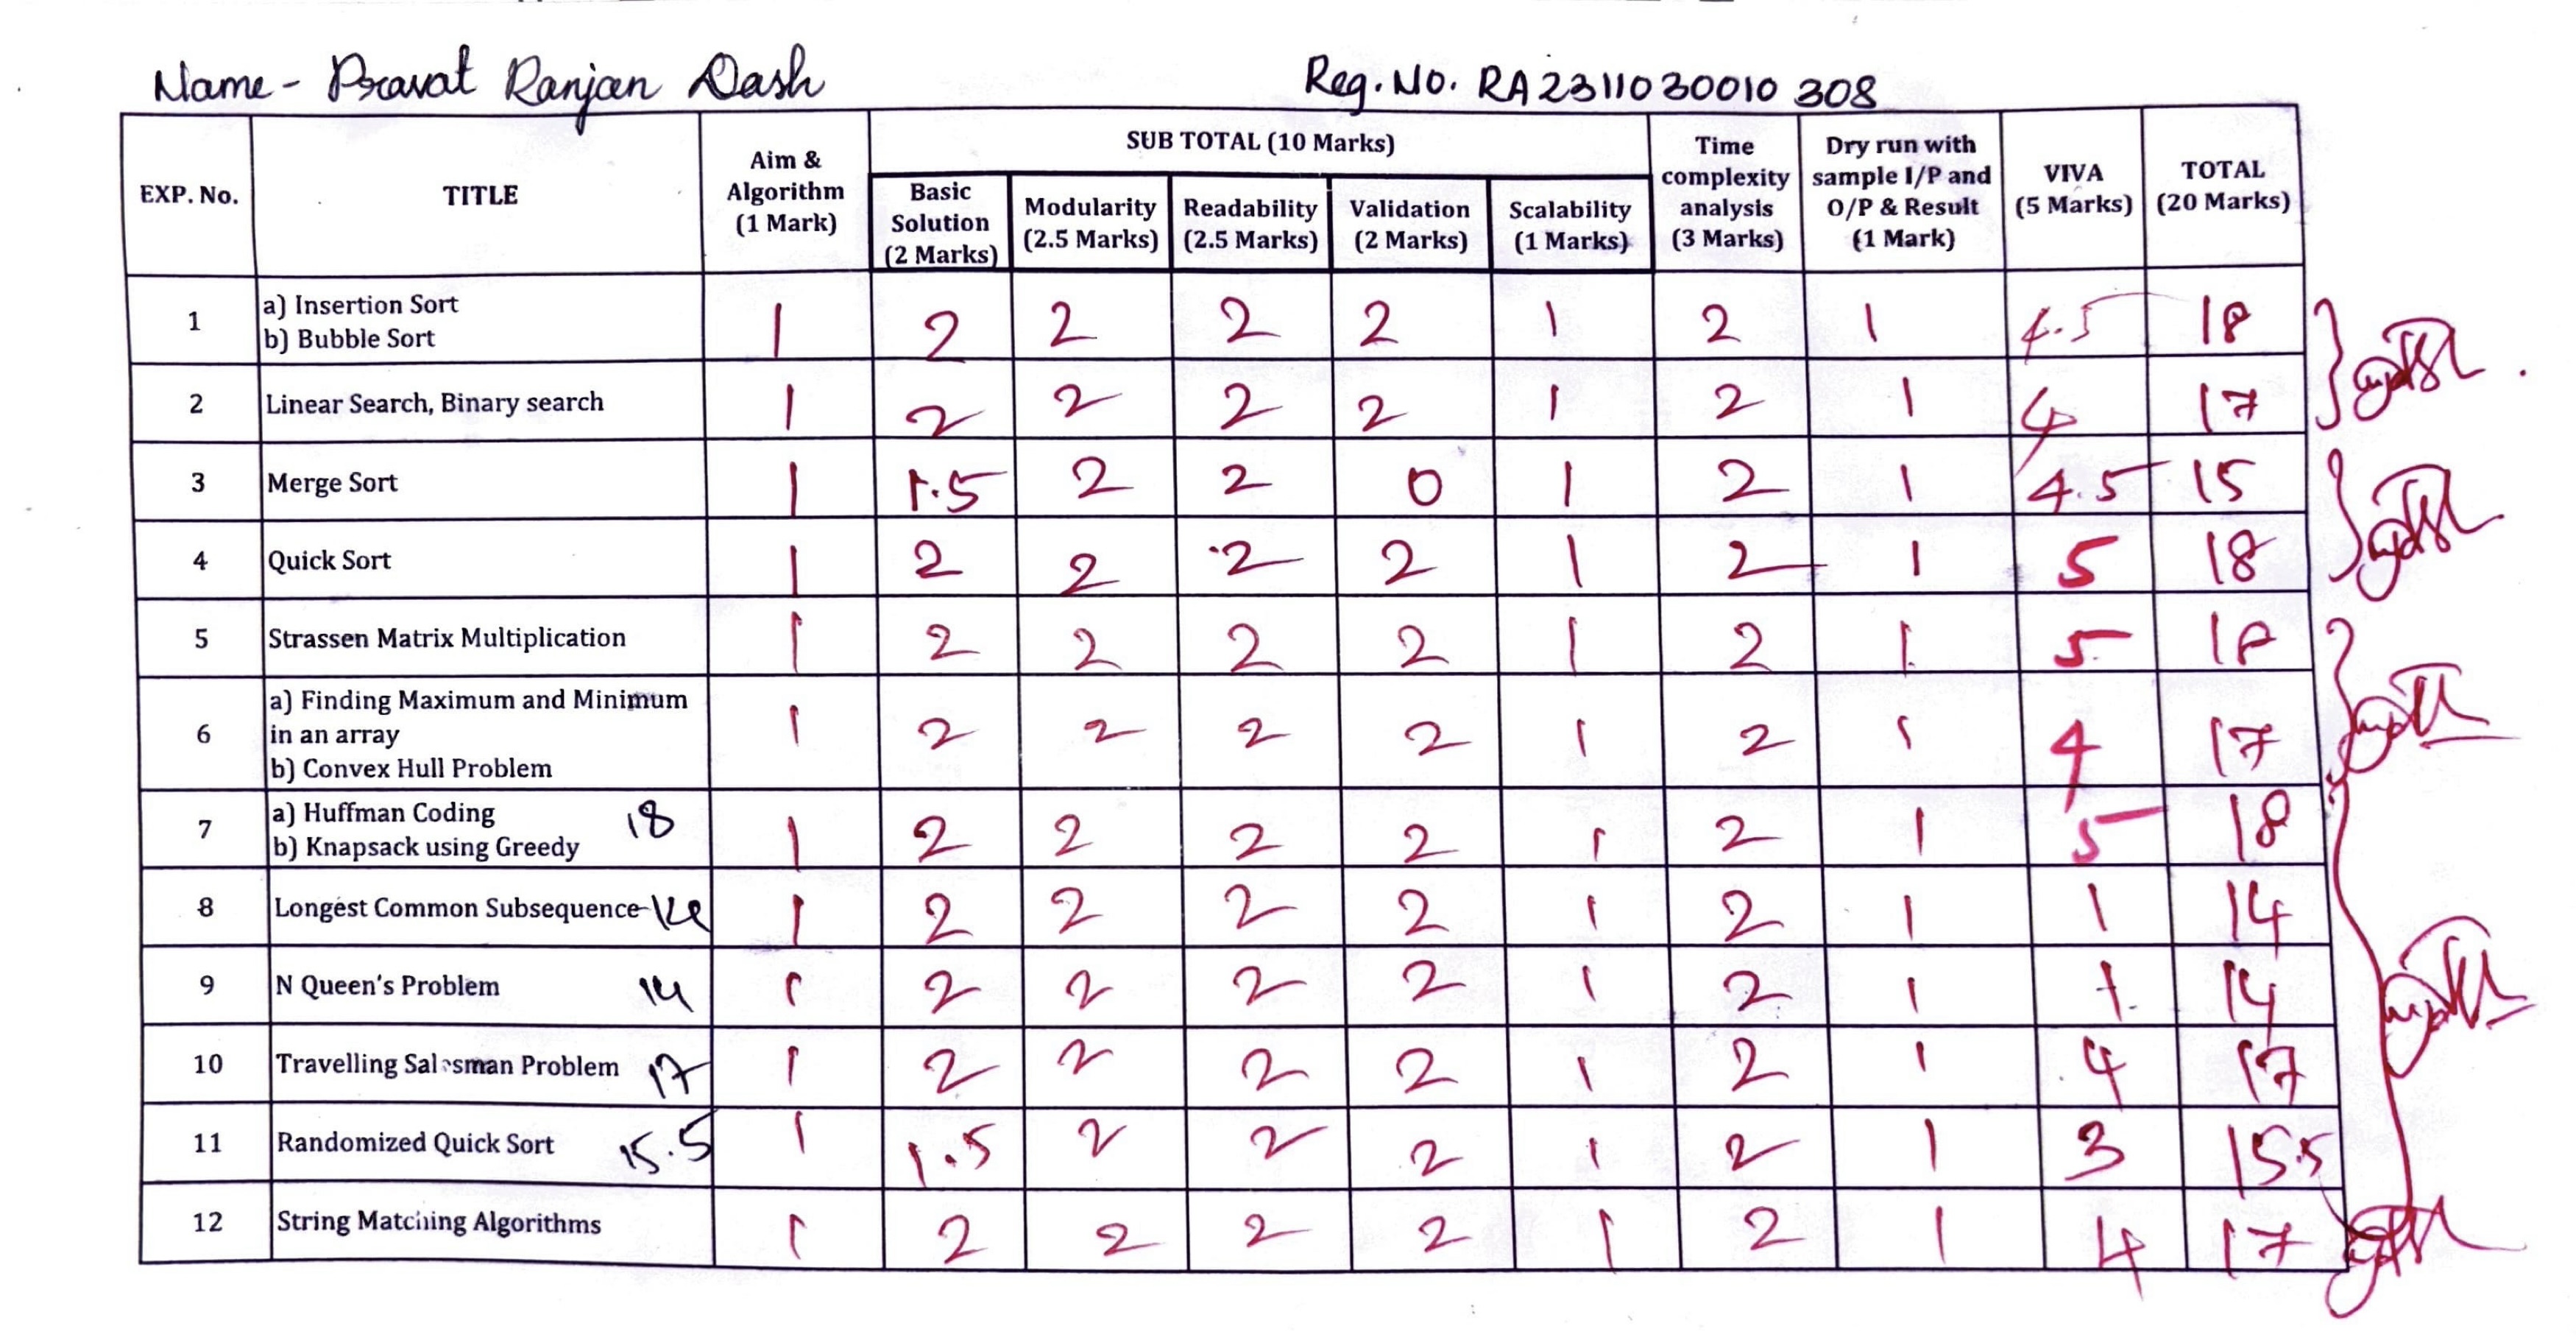 Name - Pravat Ranjan Dash Reg. No. RA2311030010308
EXP. No. TITLE Aim & Algorithm (1 Mark) SUB TOTAL (10 Marks) Time complexity analysis (3 Marks) Dry run with sample I/P and O/P & Result (1 Mark) VIVA (5 Marks) TOTAL (20 Marks)
Basic Solution (2 Marks) Modularity (2.5 Marks) Readability (2.5 Marks) Validation (2 Marks) Scalability (1 Marks)
1 a) Insertion Sort b) Bubble Sort 1 2 2 2 2 1 2 1 4.5 18
2 Linear Search, Binary search 1 2 2 2 2 1 2 1 4 17
3 Merge Sort 1 1.5 2 2 0 1 2 1 4.5 15
4 Quick Sort 1 2 2 2 2 1 2 1 5 18
5 Strassen Matrix Multiplication 1 2 2 2 2 1 2 1 5 18
6 a) Finding Maximum and Minimum in an array b) Convex Hull Problem 1 2 2 2 2 1 2 1 4 17
7 a) Huffman Coding b) Knapsack using Greedy 18 1 2 2 2 2 1 2 1 5 18
8 Longest Common Subsequence 14 1 2 2 2 2 1 2 1 1 14
9 N Queen's Problem 14 1 2 2 2 2 1 2 1 1 14
10 Travelling Salesman Problem 17 1 2 2 2 2 1 2 1 4 17
11 Randomized Quick Sort 15.5 1 1.5 2 2 2 1 2 1 3 15.5
12 String Matching Algorithms 1 2 2 2 2 1 2 1 4 17